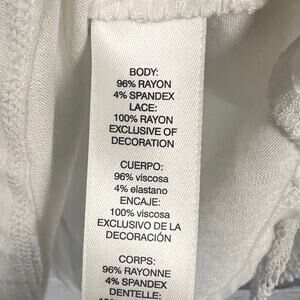 BODY:
96% RAYON
4% SPANDEX
LACE:
100% RAYON
EXCLUSIVE OF
DECORATION
CUERPO:
96% viscosa
4% elastano
ENCAJE:
100% viscosa
EXCLUSIVO DE LA
DECORACIÓN
CORPS:
96% RAYONNE
4% SPANDEX
DENTELLE: